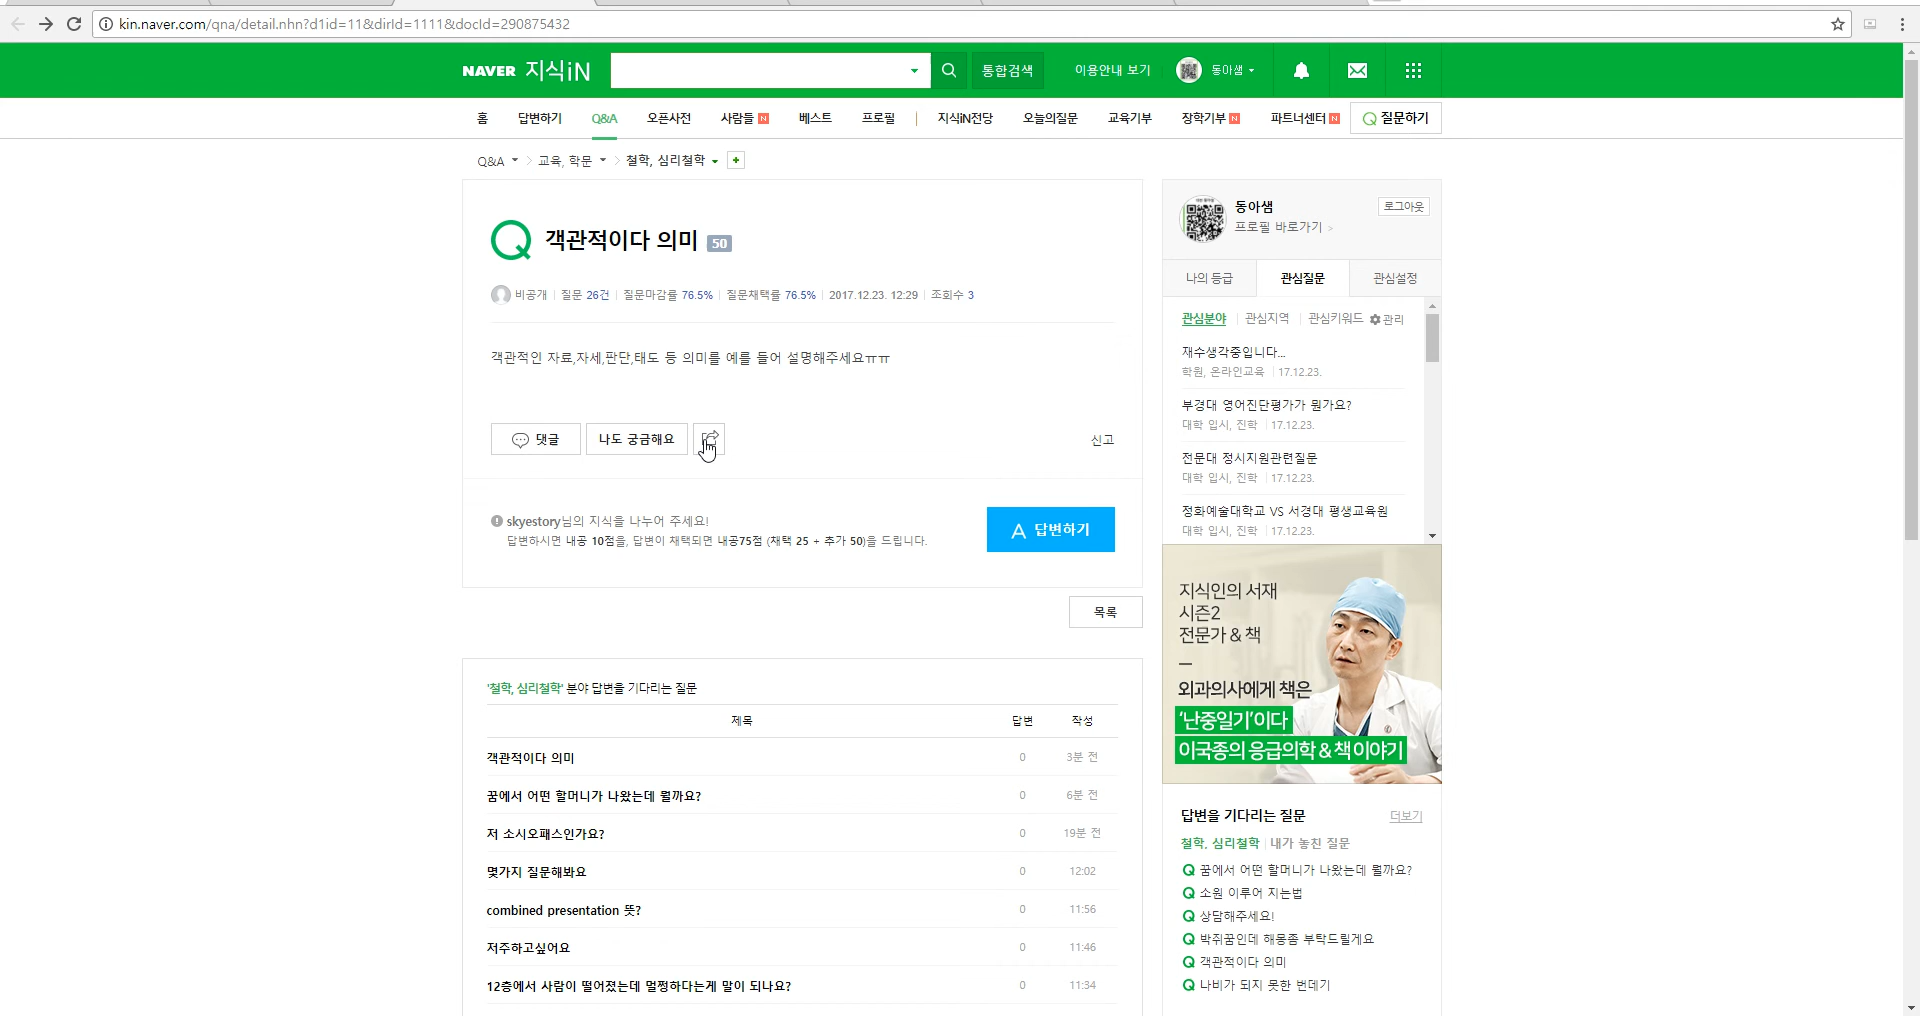 kin.naver.com/qna/detail.nhn?d1id=11&dirId=1111&docId=290875432
NAVER 지식iN 통합검색 이용안내 보기 동아샘
홈 답변하기 Q&A 오픈사전 사람들 N 베스트 프로필 지식iN전당 오늘의질문 교육기부 장학기부 N 파트너센터 N 질문하기
Q&A 교육, 학문 철학, 심리철학
객관적이다 의미 50
비공개 질문 26건 질문마감률 76.5% 질문채택률 76.5% 2017.12.23. 12:29 조회수 3
객관적인 자료,자세,판단,태도 등 의미를 예를 들어 설명해주세요ㅠㅠ
댓글 나도 궁금해요 신고
skyestory님의 지식을 나누어 주세요!
답변하시면 내공 10점을, 답변이 채택되면 내공75점 (채택 25 + 추가 50)을 드립니다.
A 답변하기
목록
'철학, 심리철학' 분야 답변을 기다리는 질문
제목 답변 작성
객관적이다 의미 0 3분 전
꿈에서 어떤 할머니가 나왔는데 뭘까요? 0 6분 전
저 소시오패스인가요? 0 19분 전
몇가지 질문해봐요 0 12:02
combined presentation 뜻? 0 11:56
저주하고싶어요 0 11:46
12층에서 사람이 떨어졌는데 멀쩡하다는게 말이 되나요? 0 11:34
동아샘 로그아웃
프로필 바로가기 >
나의 등급 관심질문 관심설정
관심분야 관심지역 관심키워드 관리
재수생각중입니다...
학원, 온라인교육 17.12.23.
부경대 영어진단평가가 뭔가요?
대학 입시, 진학 17.12.23.
전문대 정시지원관련질문
대학 입시, 진학 17.12.23.
정화예술대학교 VS 서경대 평생교육원
대학 입시, 진학 17.12.23.
지식인의 서재
시즌2
전문가 & 책
외과의사에게 책은
'난중일기'이다
이국종의 응급의학 & 책 이야기
답변을 기다리는 질문 더보기
철학, 심리철학 내가 놓친 질문
꿈에서 어떤 할머니가 나왔는데 뭘까요?
소원 이루어 지는법
상담해주세요!
박쥐꿈인데 해몽좀 부탁드릴게요
객관적이다 의미
나비가 되지 못한 번데기